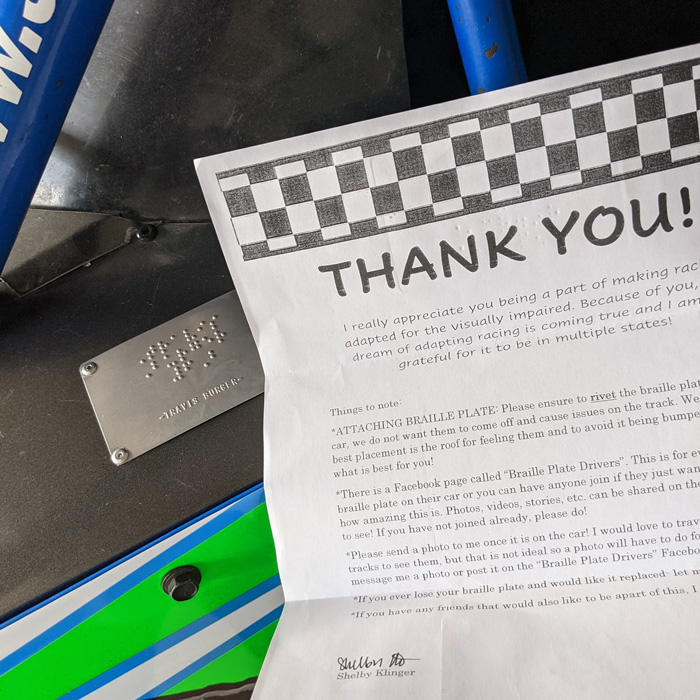 W.
-TRAVIS BURGER-
THANK YOU!
I really appreciate you being a part of making
adapted for the visually impaired. Because of you,
dream of adapting racing is coming true and I am
grateful for it to be in multiple states!
Things to note:
*ATTACHING BRAILLE PLATE: Please ensure to rivet the braille
car, we do not want them to come off and cause issues on the track. We
best placement is the roof for feeling them and to avoid it being
what is best for you!
*There is a Facebook page called "Braille Plate Drivers". This is for
braille plate on their car or you can have anyone join if they just
how amazing this is. Photos, videos, stories, etc. can be shared on the
to see! If you have not joined already, please do!
*Please send a photo to me once it is on the car! I would love to
tracks to see them, but that is not ideal so a photo will have to do
message me a photo or post it on the "Braille Plate Drivers"
*If you ever lose your braille plate and would like it replaced- let
*If you have any friends that would also like to be apart of this, I
Shelby Klinger